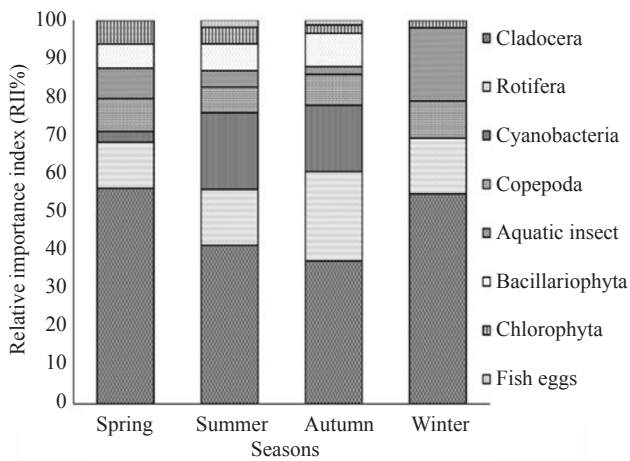 Relative importance index (RII%)
100
90
80
70
60
50
40
30
20
10
0
Spring
Summer
Autumn
Winter
Seasons
Cladocera
Rotifera
Cyanobacteria
Copepoda
Aquatic insect
Bacillariophyta
Chlorophyta
Fish eggs